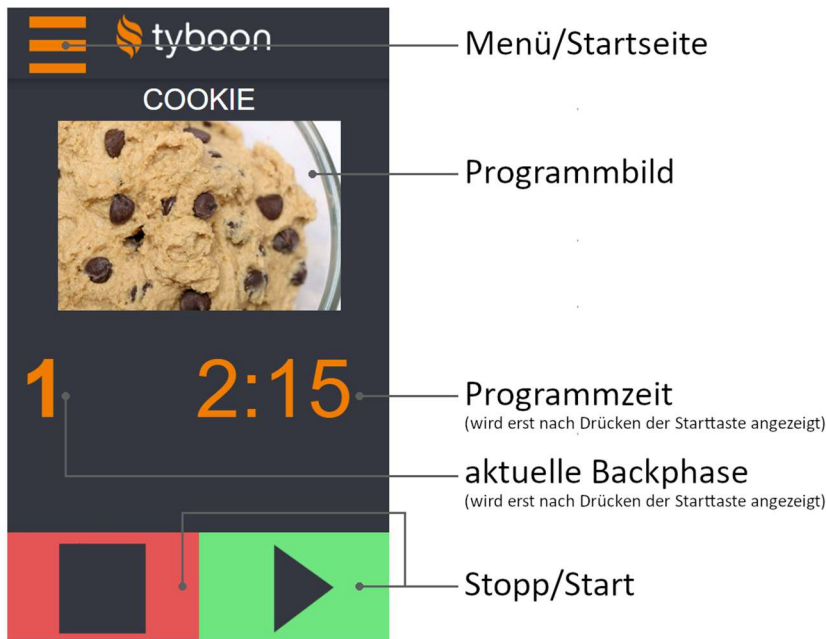 tyboon
Menü/Startseite
COOKIE
Programmbild
1
2:15
Programmzeit
(wird erst nach Drücken der Starttaste angezeigt)
aktuelle Backphase
(wird erst nach Drücken der Starttaste angezeigt)
Stopp/Start